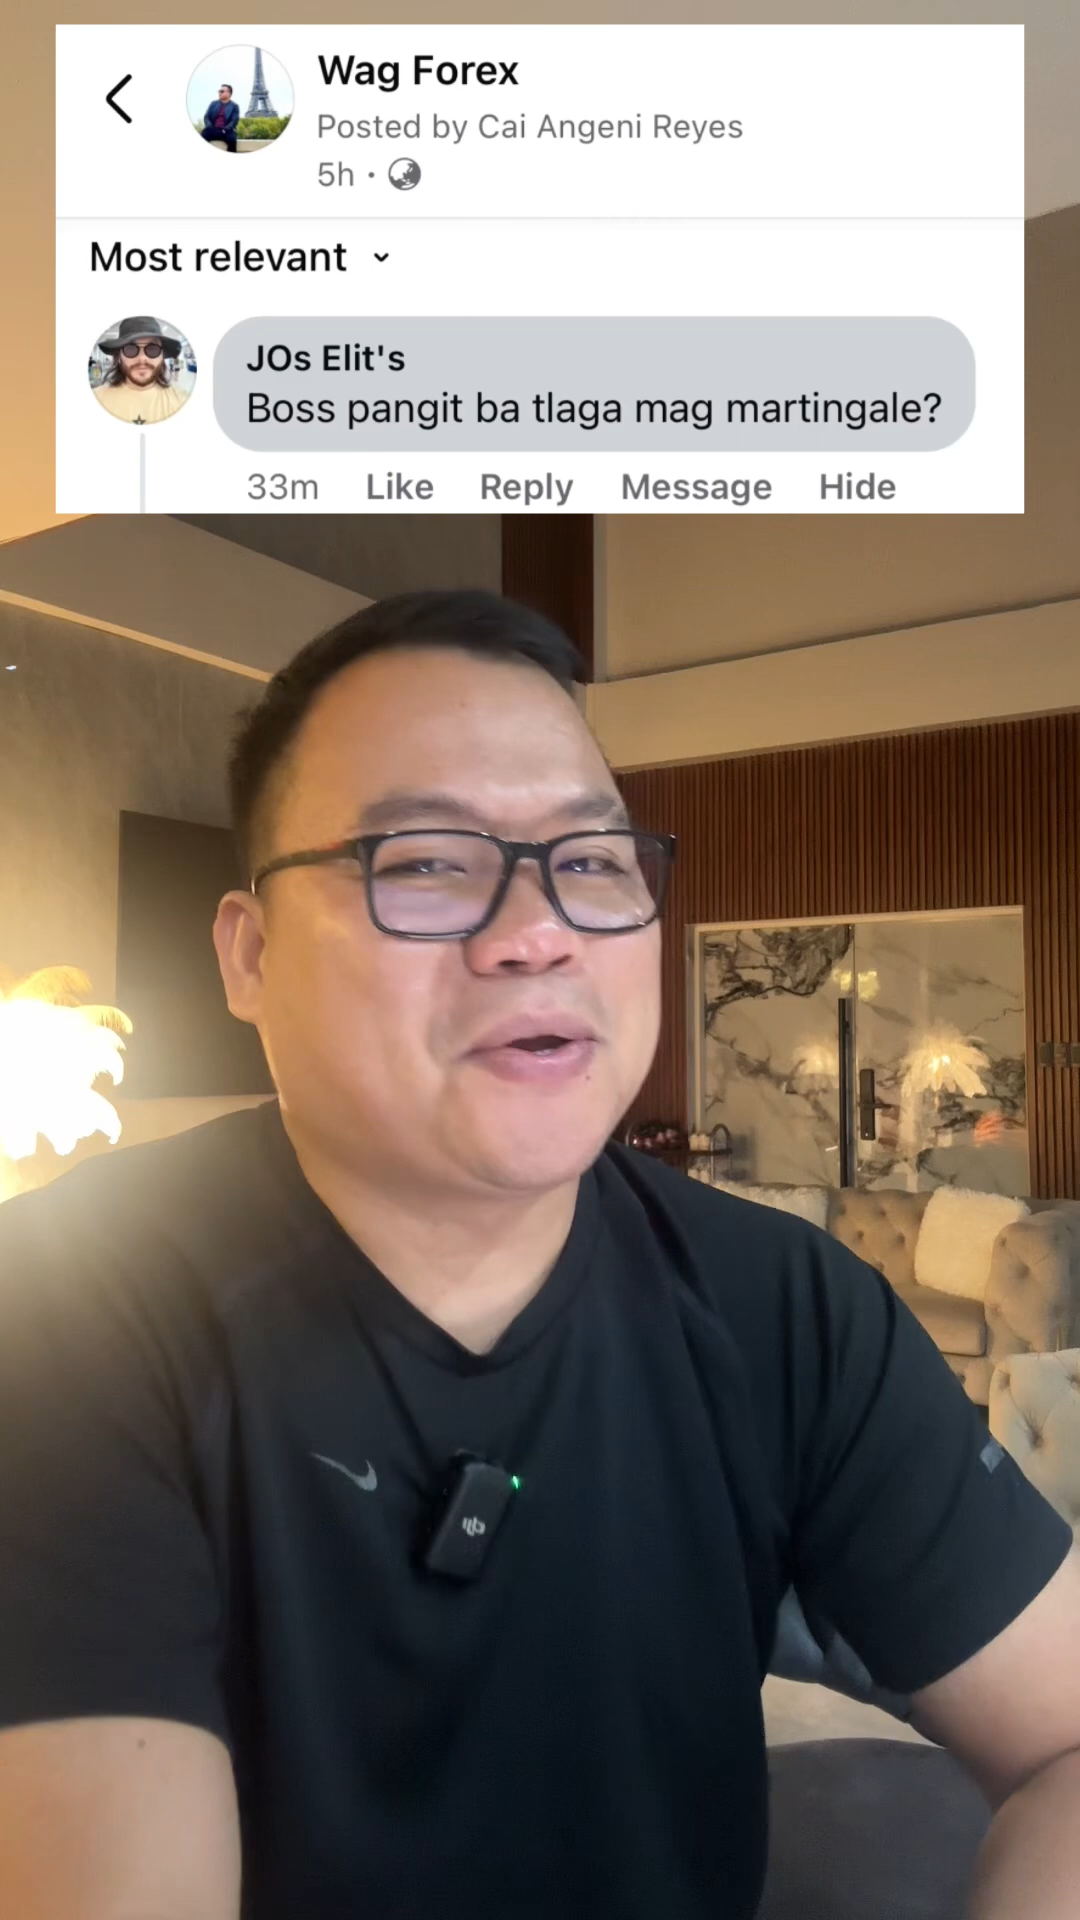 Wag Forex
Posted by Cai Angeni Reyes
5h ·
Most relevant
JOs Elit's
Boss pangit ba tlaga mag martingale?
33m Like Reply Message Hide
dji